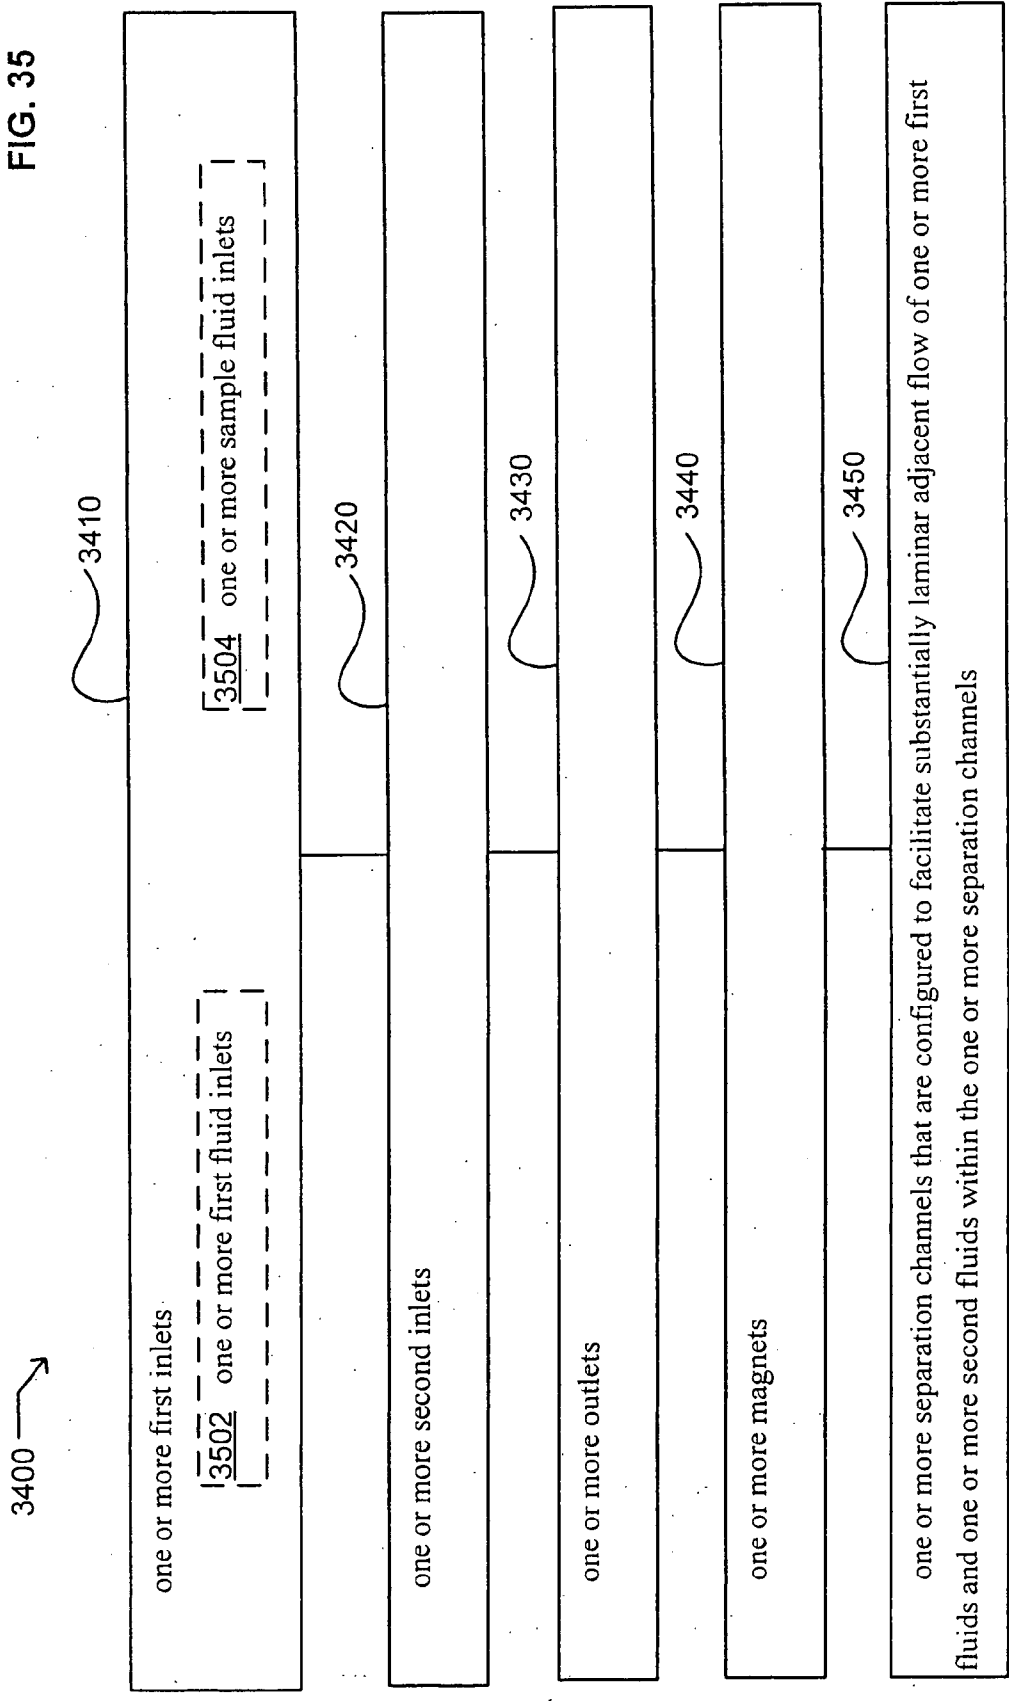 FIG. 35
3400
3410
one or more first inlets
3502 one or more first fluid inlets
3504 one or more sample fluid inlets
3420
one or more second inlets
3430
one or more outlets
3440
one or more magnets
3450
one or more separation channels that are configured to facilitate substantially laminar adjacent flow of one or more first
fluids and one or more second fluids within the one or more separation channels